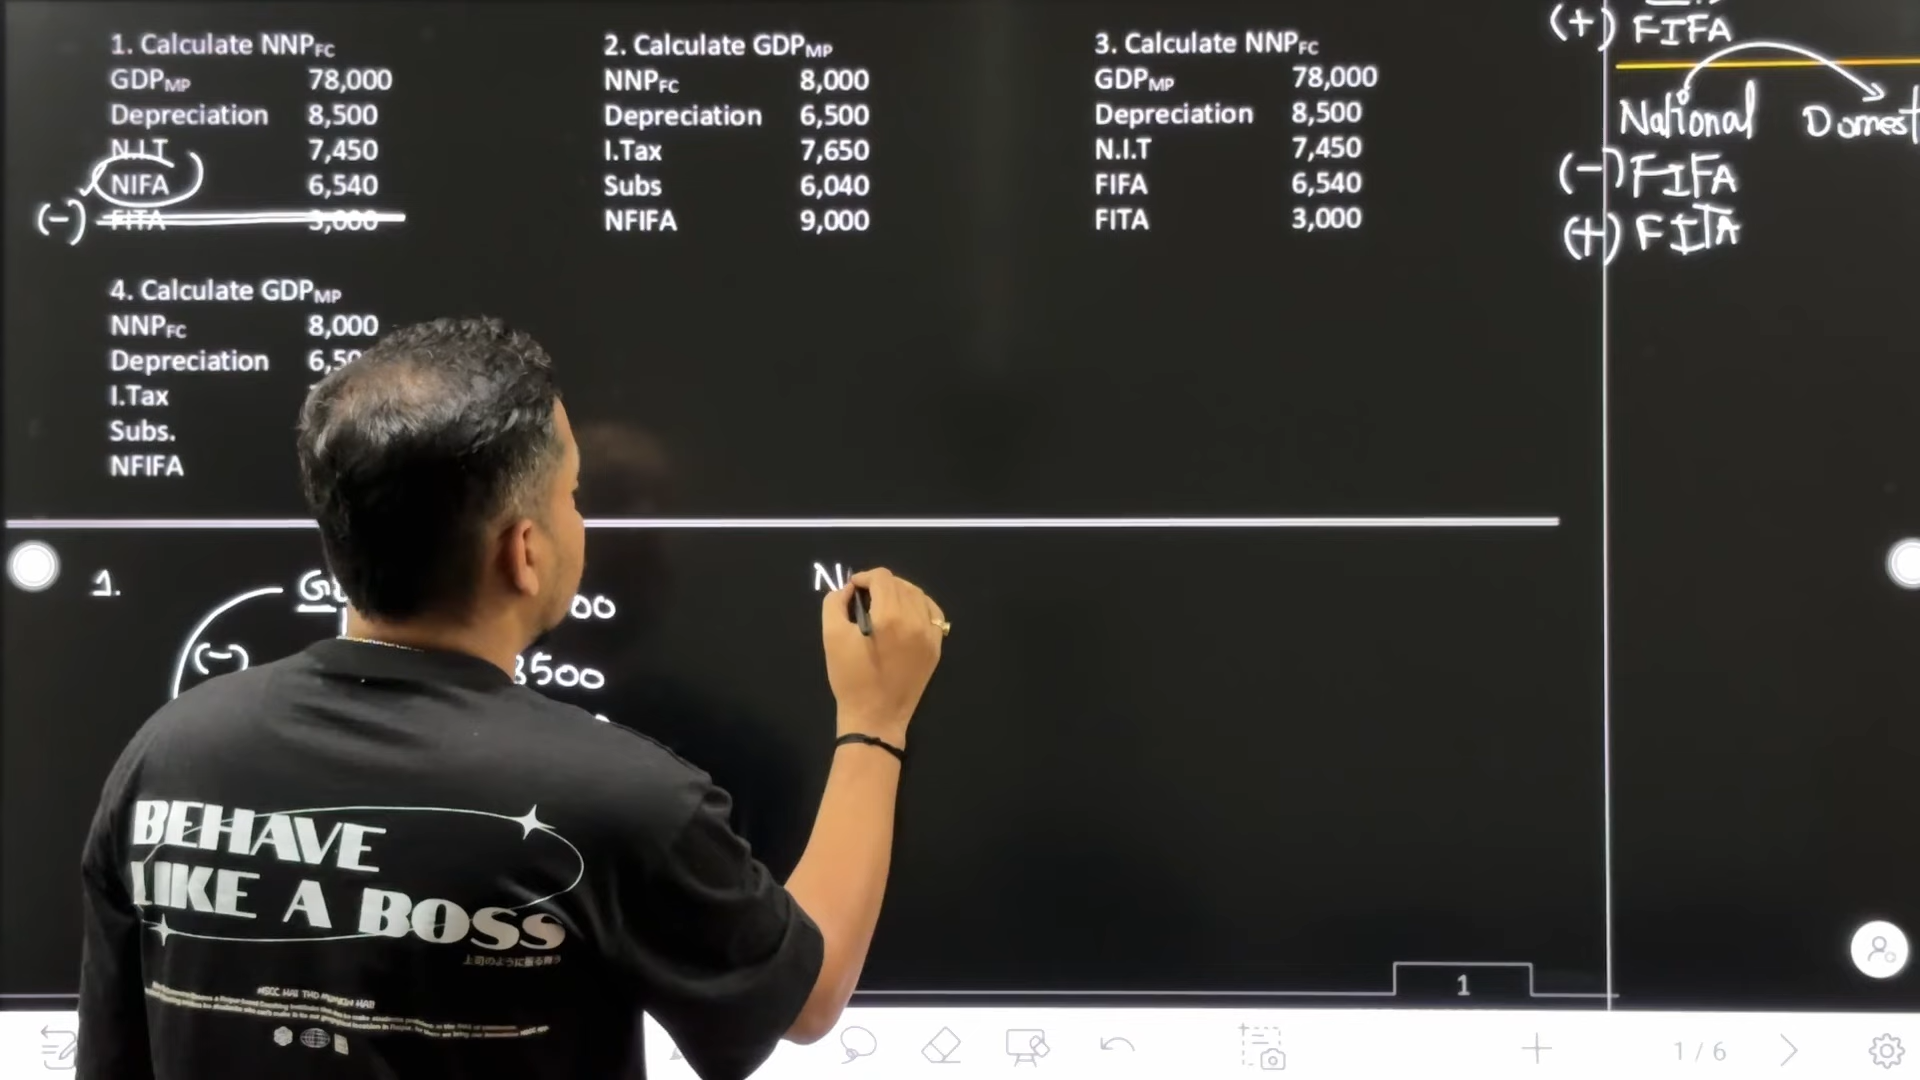 1. Calculate NNPFC
GDPMP 78,000
Depreciation 8,500
N.I.T 7,450
NIFA 6,540
(-) FITA 3,000
2. Calculate GDPMP
NNPFC 8,000
Depreciation 6,500
I.Tax 7,650
Subs 6,040
NFIFA 9,000
3. Calculate NNPFC
GDPMP 78,000
Depreciation 8,500
N.I.T 7,450
FIFA 6,540
FITA 3,000
4. Calculate GDPMP
NNPFC 8,000
Depreciation
I.Tax
Subs.
NFIFA
(+) FIFA
National Domest
(-) FIFA
(+) FITA
1.
(-) 8500
BEHAVE
LIKE A BOSS
1
1 / 6